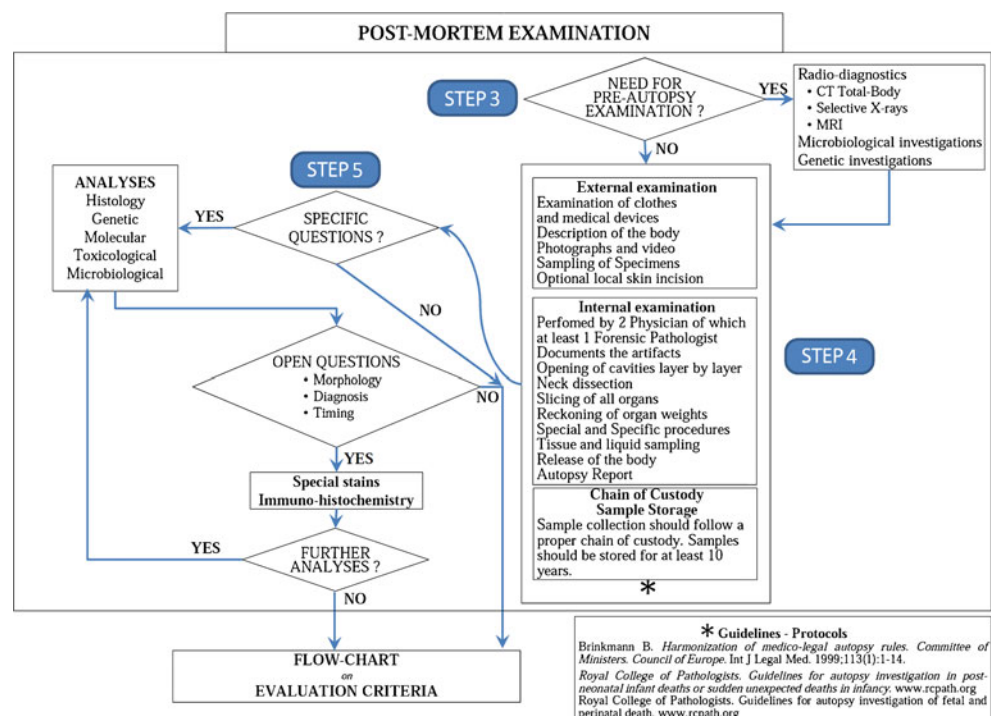 POST-MORTEM EXAMINATION
STEP 3
NEED FOR
PRE-AUTOPSY
EXAMINATION ?
YES
NO
Radio-diagnostics
• CT Total-Body
• Selective X-rays
• MRI
Microbiological investigations
Genetic investigations
External examination
Examination of clothes
and medical devices
Description of the body
Photographs and video
Sampling of Specimens
Optional local skin incision
Internal examination
Perfomed by 2 Physician of which
at least 1 Forensic Pathologist
Documents the artifacts
Opening of cavities layer by layer
Neck dissection
Slicing of all organs
Reckoning of organ weights
Special and Specific procedures
Tissue and liquid sampling
Release of the body
Autopsy Report
Chain of Custody
Sample Storage
Sample collection should follow a
proper chain of custody. Samples
should be stored for at least 10
years.
*
STEP 4
STEP 5
SPECIFIC
QUESTIONS ?
YES
NO
ANALYSES
Histology
Genetic
Molecular
Toxicological
Microbiological
OPEN QUESTIONS
• Morphology
• Diagnosis
• Timing
NO
YES
Special stains
Immuno-histochemistry
FURTHER
ANALYSES ?
YES
NO
FLOW-CHART
on
EVALUATION CRITERIA
* Guidelines - Protocols
Brinkmann B. Harmonization of medico-legal autopsy rules. Committee of
Ministers. Council of Europe. Int J Legal Med. 1999;113(1):1-14.
Royal College of Pathologists. Guidelines for autopsy investigation in post-
neonatal infant deaths or sudden unexpected deaths in infancy. www.rcpath.org
Royal College of Pathologists. Guidelines for autopsy investigation of fetal and
perinatal death. www.rcpath.org